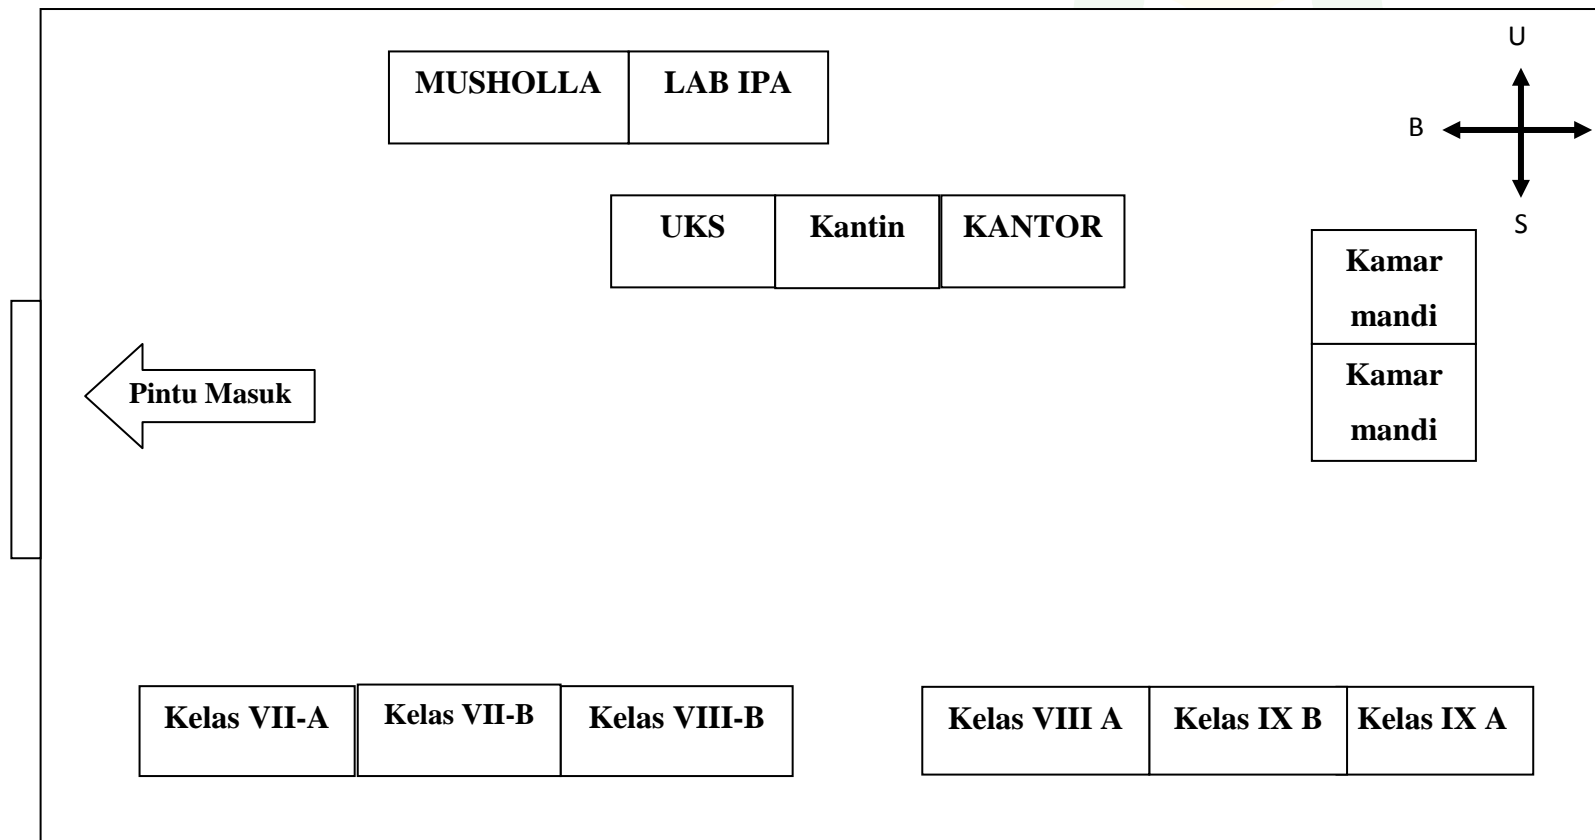 U
MUSHOLLA
LAB IPA
B
UKS
Kantin
KANTOR
S
Kamar
mandi
Kamar
mandi
Pintu Masuk
Kelas VII-A
Kelas VII-B
Kelas VIII-B
Kelas VIII A
Kelas IX B
Kelas IX A